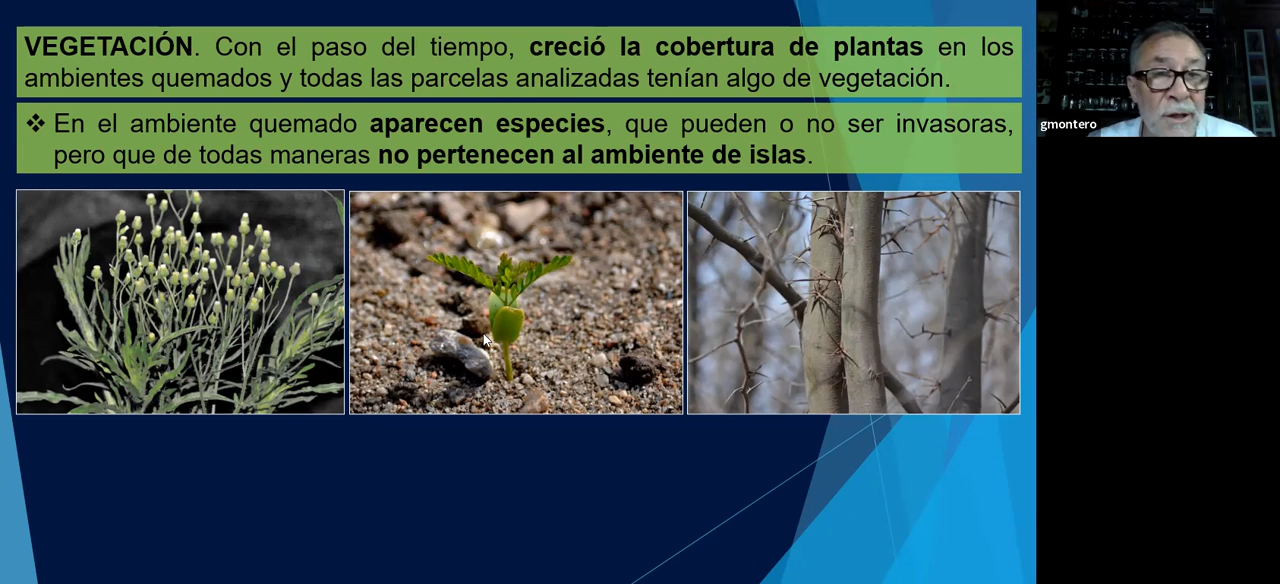 VEGETACIÓN. Con el paso del tiempo, creció la cobertura de plantas en los
ambientes quemados y todas las parcelas analizadas tenían algo de vegetación.
❖ En el ambiente quemado aparecen especies, que pueden o no ser invasoras,
pero que de todas maneras no pertenecen al ambiente de islas.
gmontero